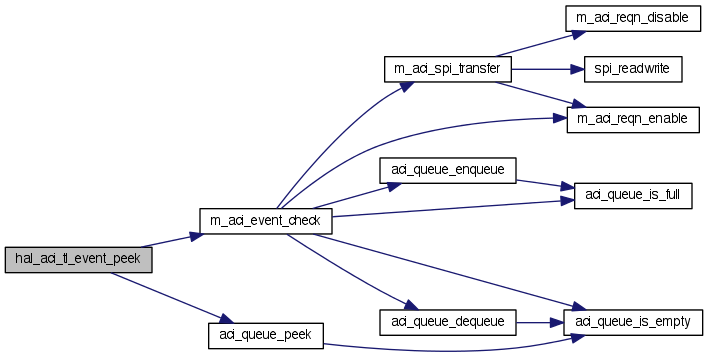 m_aci_reqn_disable
m_aci_spi_transfer
spi_readwrite
m_aci_reqn_enable
aci_queue_enqueue
aci_queue_is_full
m_aci_event_check
hal_aci_tl_event_peek
aci_queue_dequeue
aci_queue_is_empty
aci_queue_peek